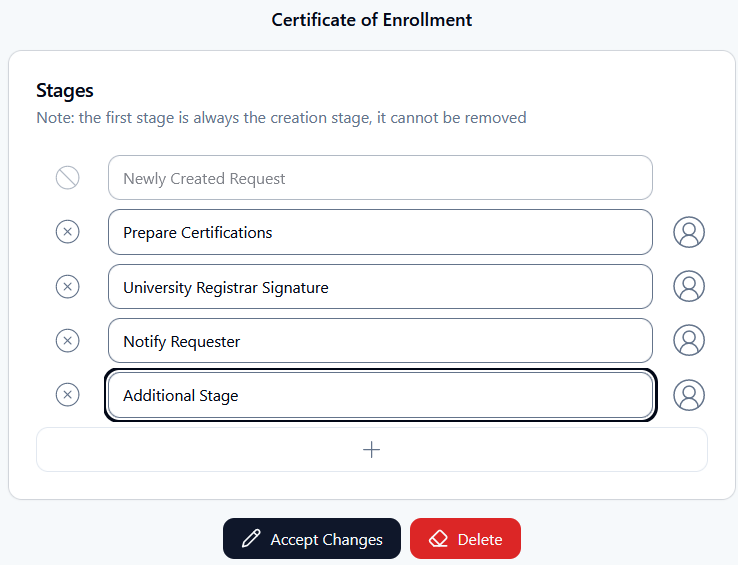 Certificate of Enrollment
Stages
Note: the first stage is always the creation stage, it cannot be removed
Newly Created Request
Prepare Certifications
University Registrar Signature
Notify Requester
Additional Stage
Accept Changes
Delete